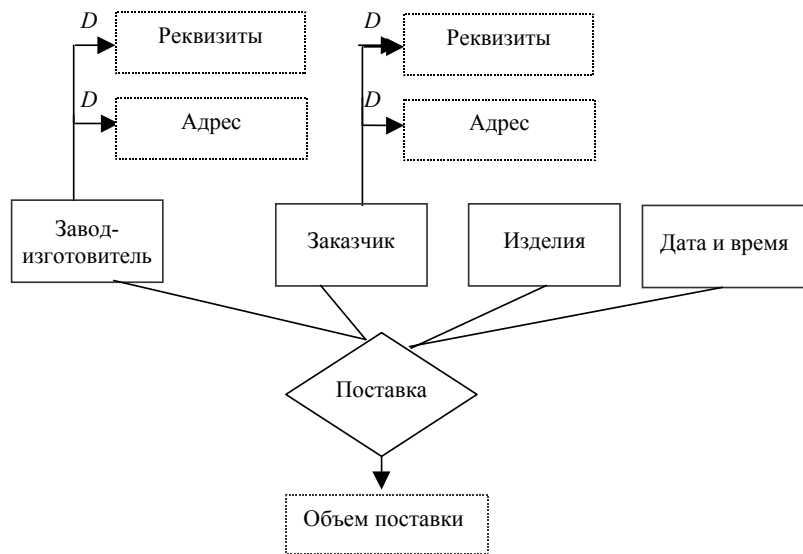 D
D
Реквизиты
Реквизиты
D
D
Адрес
Адрес
Завод-
изготовитель
Заказчик
Изделия
Дата и время
Поставка
Объем поставки